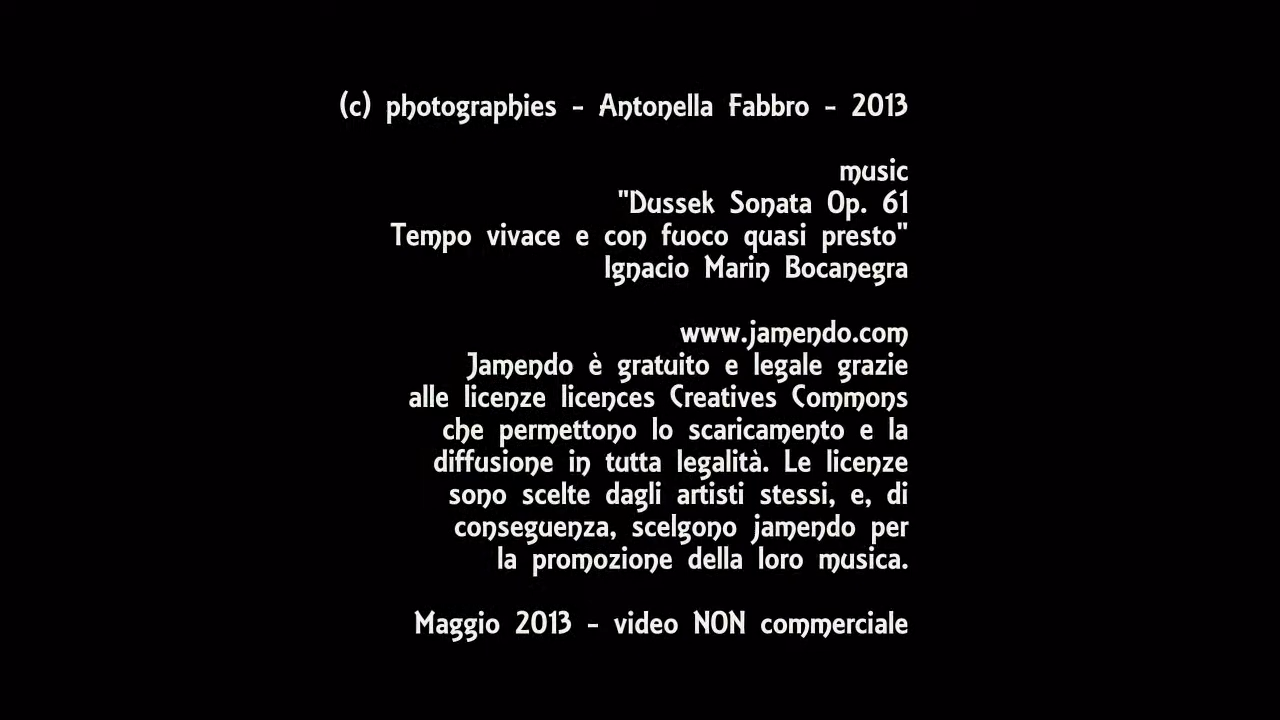 (c) photographies - Antonella Fabbro - 2013
music
"Dussek Sonata Op. 61
Tempo vivace e con fuoco quasi presto"
Ignacio Marin Bocanegra
www.jamendo.com
Jamendo è gratuito e legale grazie
alle licenze licences Creatives Commons
che permettono lo scaricamento e la
diffusione in tutta legalità. Le licenze
sono scelte dagli artisti stessi, e, di
conseguenza, scelgono jamendo per
la promozione della loro musica.
Maggio 2013 - video NON commerciale